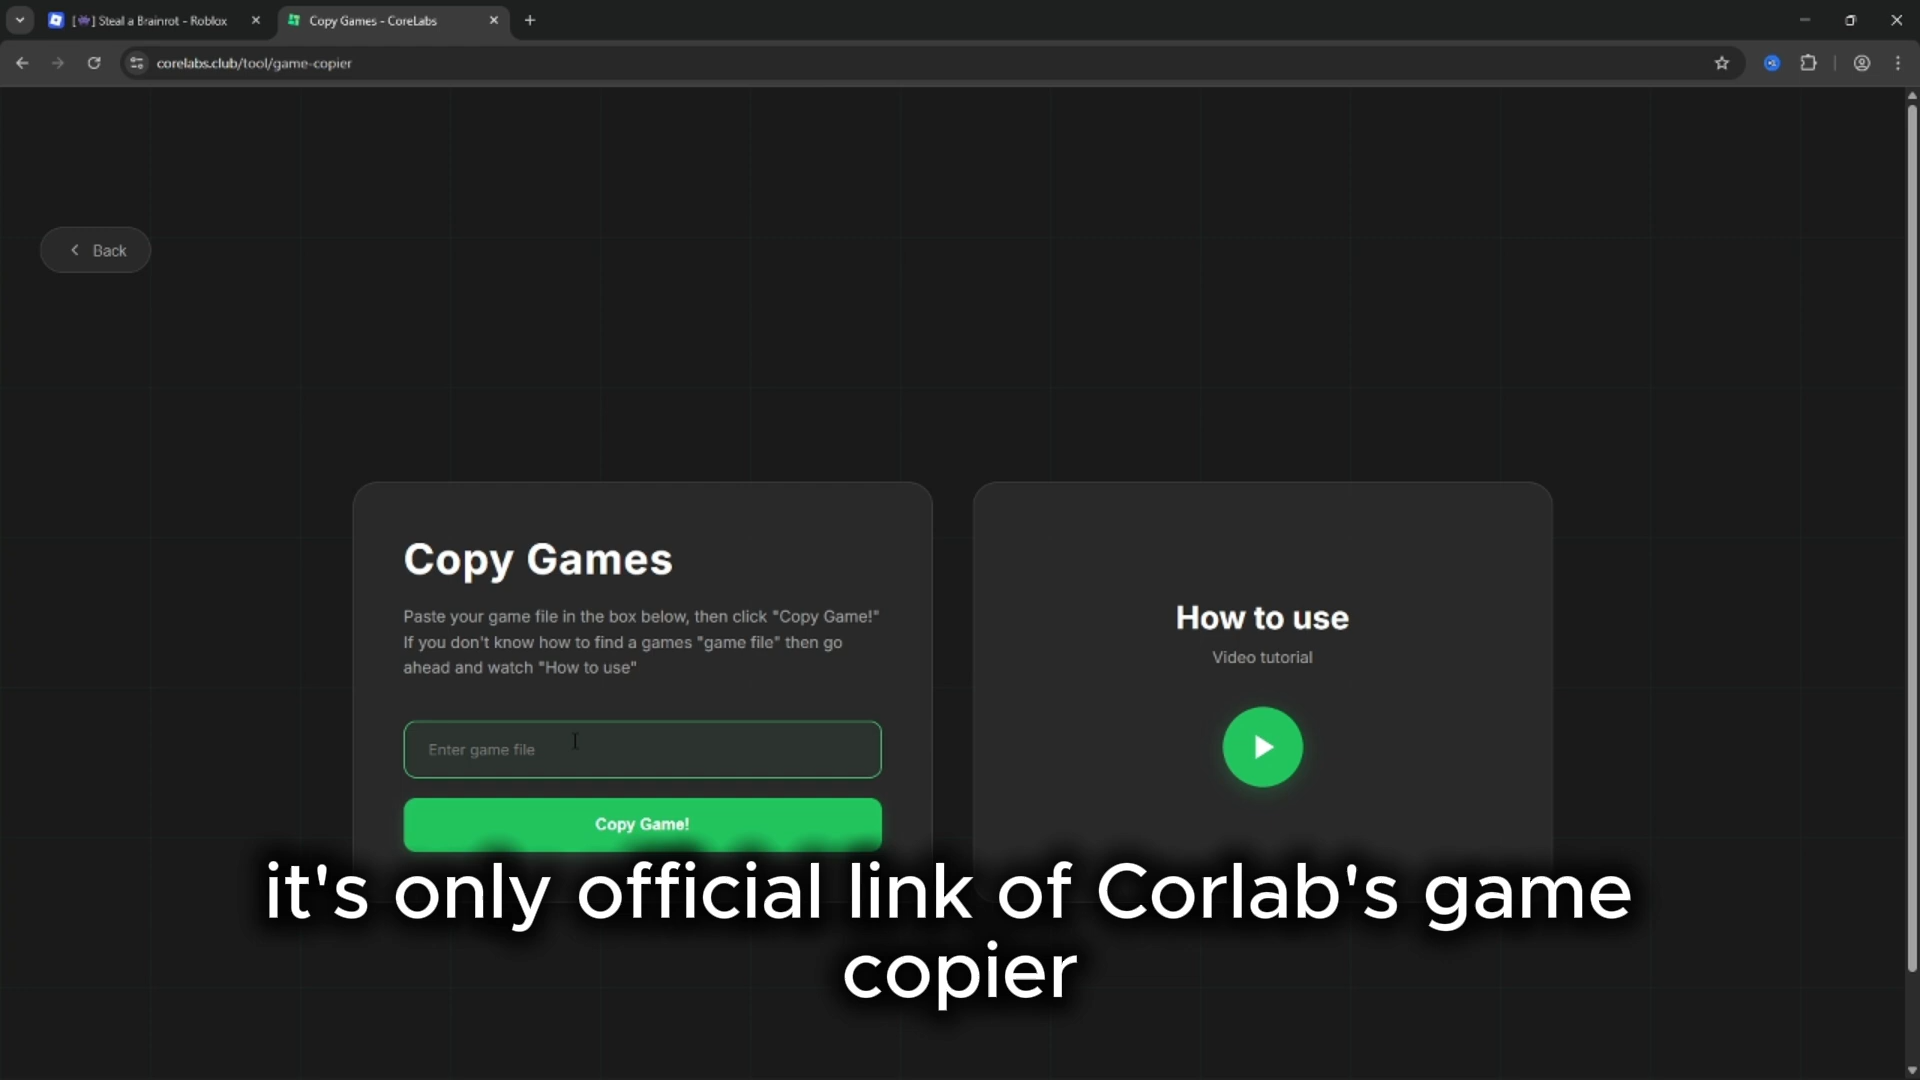 [👾] Steal a Brainrot - Roblox
Copy Games - CoreLabs
corelabs.club/tool/game-copier
Back
Copy Games
Paste your game file in the box below, then click "Copy Game!"
If you don't know how to find a games "game file" then go
ahead and watch "How to use"
Enter game file
Copy Game!
How to use
Video tutorial
it's only official link of Corlab's game
copier